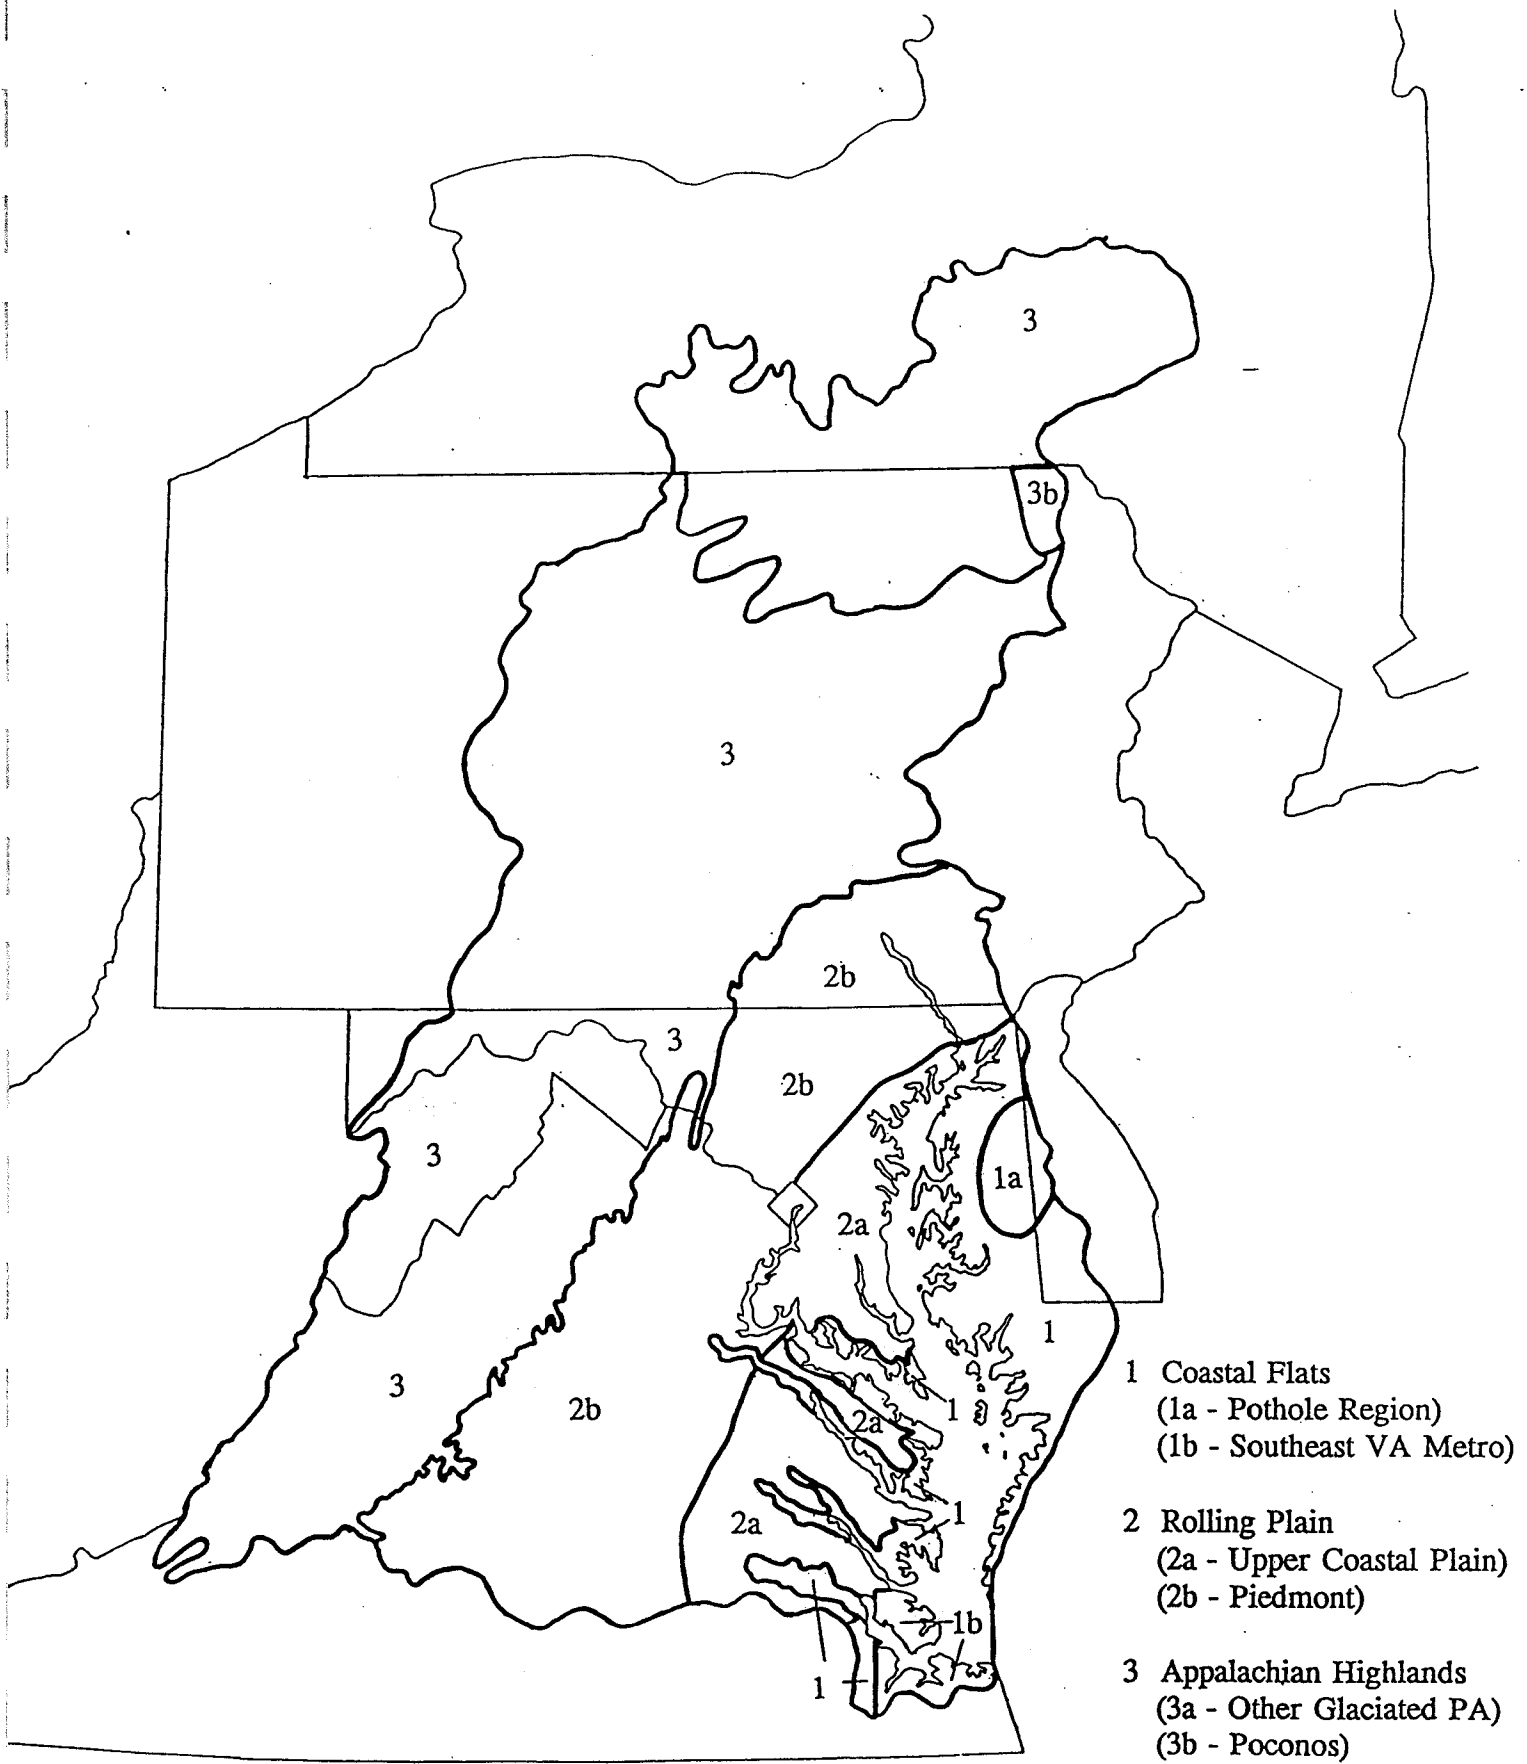 3
3b
3
2b
3
2b
3
1a
2a
1
3
2b
1
2a
1
2a
1b
1
1 Coastal Flats
(1a - Pothole Region)
(1b - Southeast VA Metro)
2 Rolling Plain
(2a - Upper Coastal Plain)
(2b - Piedmont)
3 Appalachian Highlands
(3a - Other Glaciated PA)
(3b - Poconos)